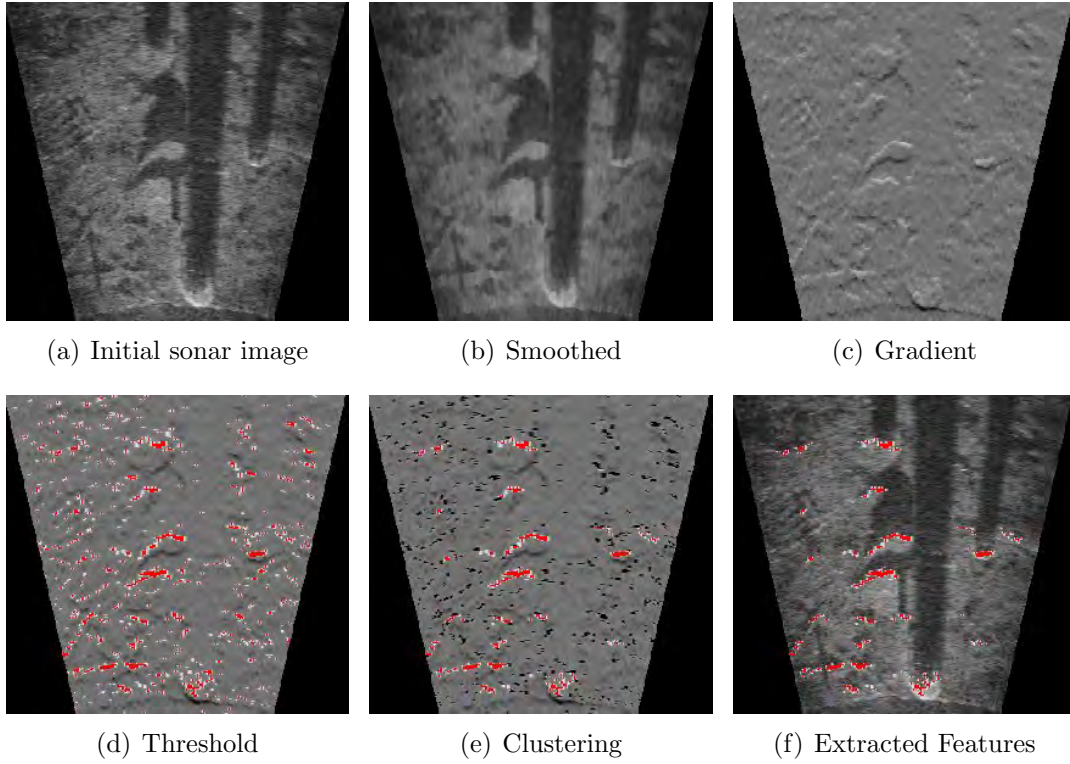 (a) Initial sonar image
(b) Smoothed
(c) Gradient
(d) Threshold
(e) Clustering
(f) Extracted Features